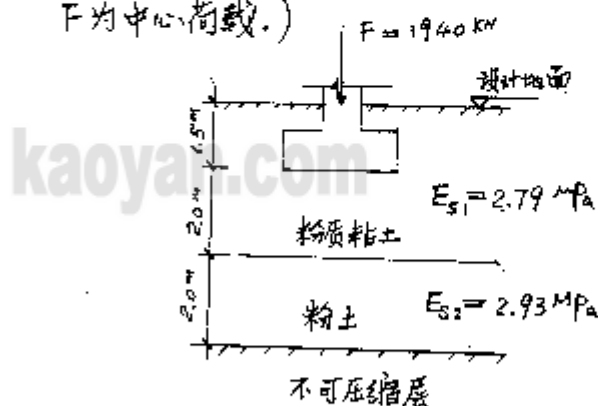 F为中心荷载.)
F = 1940 KN
设计地面
1.5m
kaoyan.com
Es1 = 2.79 MPa
2.0m
粉质粘土
2.0m
粉土
Es2 = 2.93 MPa
不可压缩层